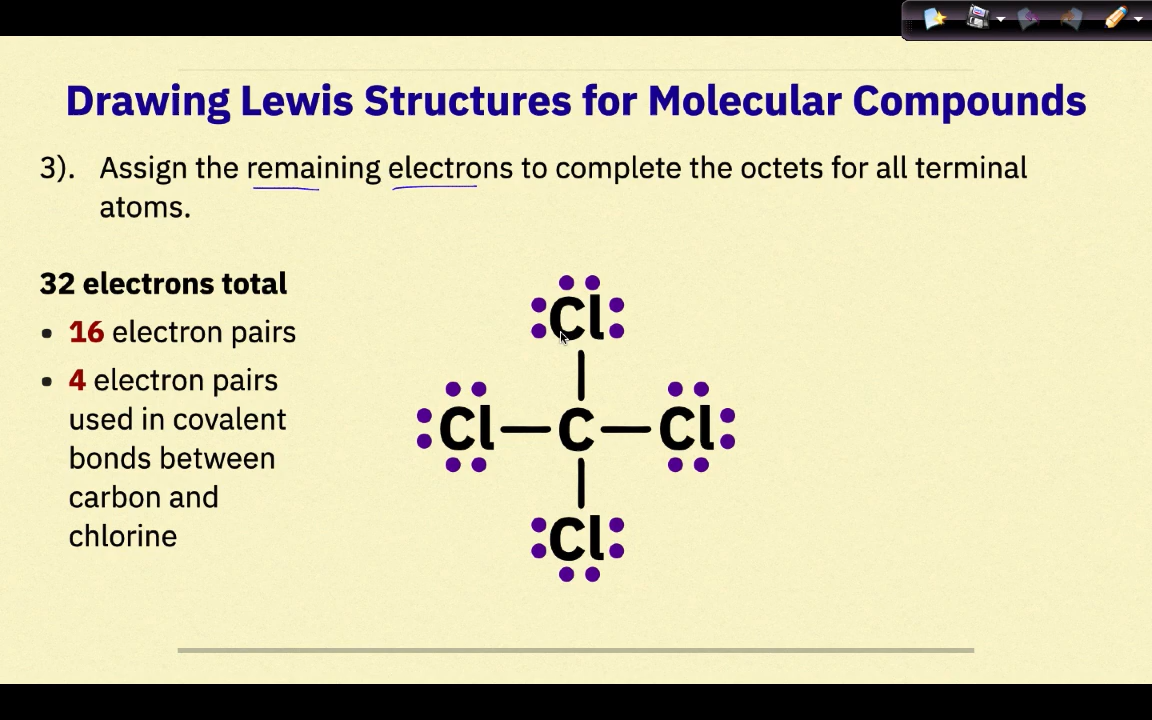 Drawing Lewis Structures for Molecular Compounds
3). Assign the remaining electrons to complete the octets for all terminal
atoms.
32 electrons total
• 16 electron pairs
• 4 electron pairs
used in covalent
bonds between
carbon and
chlorine
Cl
Cl C Cl
Cl